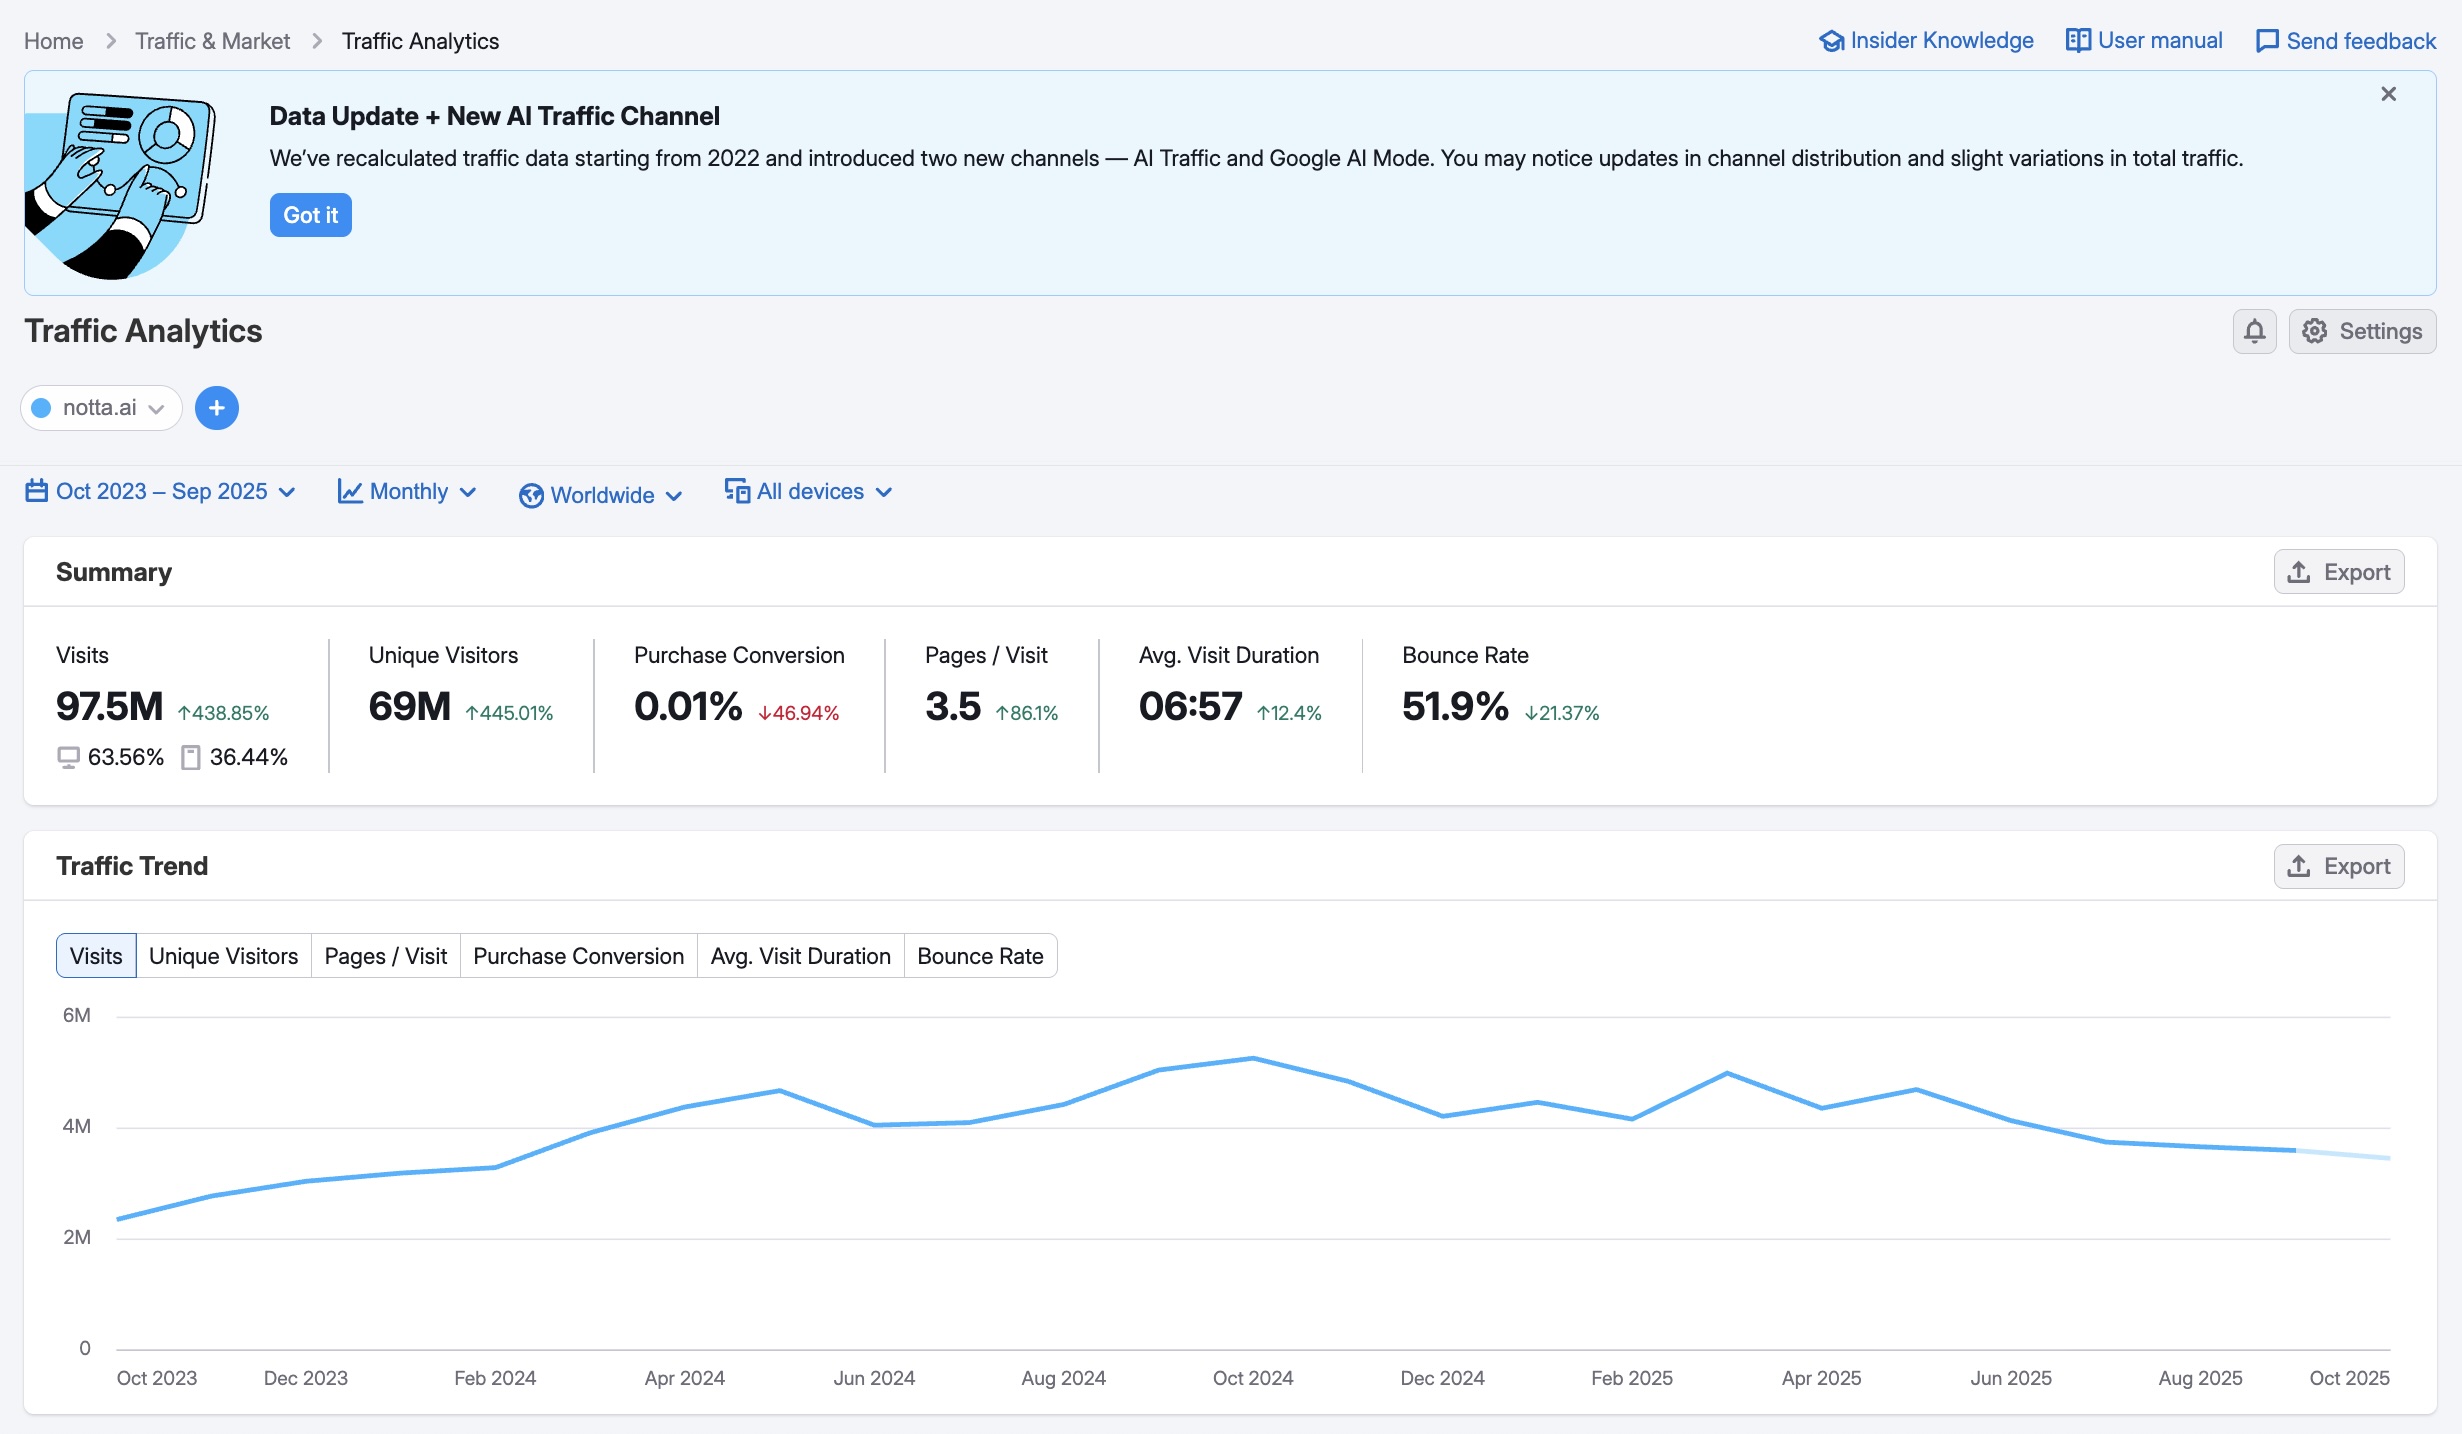 Home > Traffic & Market > Traffic Analytics
Insider Knowledge User manual Send feedback
Data Update + New AI Traffic Channel
We've recalculated traffic data starting from 2022 and introduced two new channels — AI Traffic and Google AI Mode. You may notice updates in channel distribution and slight variations in total traffic.
Got it
Traffic Analytics
Settings
notta.ai
Oct 2023 – Sep 2025 Monthly Worldwide All devices
Summary
Export
Visits Unique Visitors Purchase Conversion Pages / Visit Avg. Visit Duration Bounce Rate
97.5M ↑438.85% 69M ↑445.01% 0.01% ↓46.94% 3.5 ↑86.1% 06:57 ↑12.4% 51.9% ↓21.37%
63.56% 36.44%
Traffic Trend
Export
Visits Unique Visitors Pages / Visit Purchase Conversion Avg. Visit Duration Bounce Rate
6M
4M
2M
0
Oct 2023 Dec 2023 Feb 2024 Apr 2024 Jun 2024 Aug 2024 Oct 2024 Dec 2024 Feb 2025 Apr 2025 Jun 2025 Aug 2025 Oct 2025